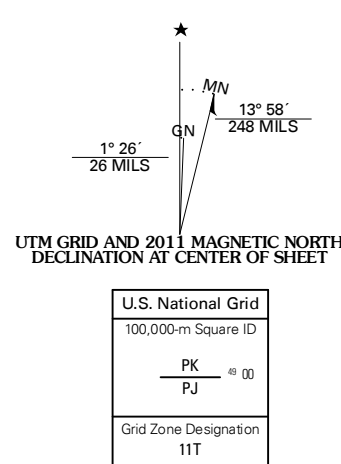 MN
GN
13° 58´
248 MILS
1° 26´
26 MILS
UTM GRID AND 2011 MAGNETIC NORTH
DECLINATION AT CENTER OF SHEET
U.S. National Grid
100,000-m Square ID
PK
49 00
PJ
Grid Zone Designation
11T